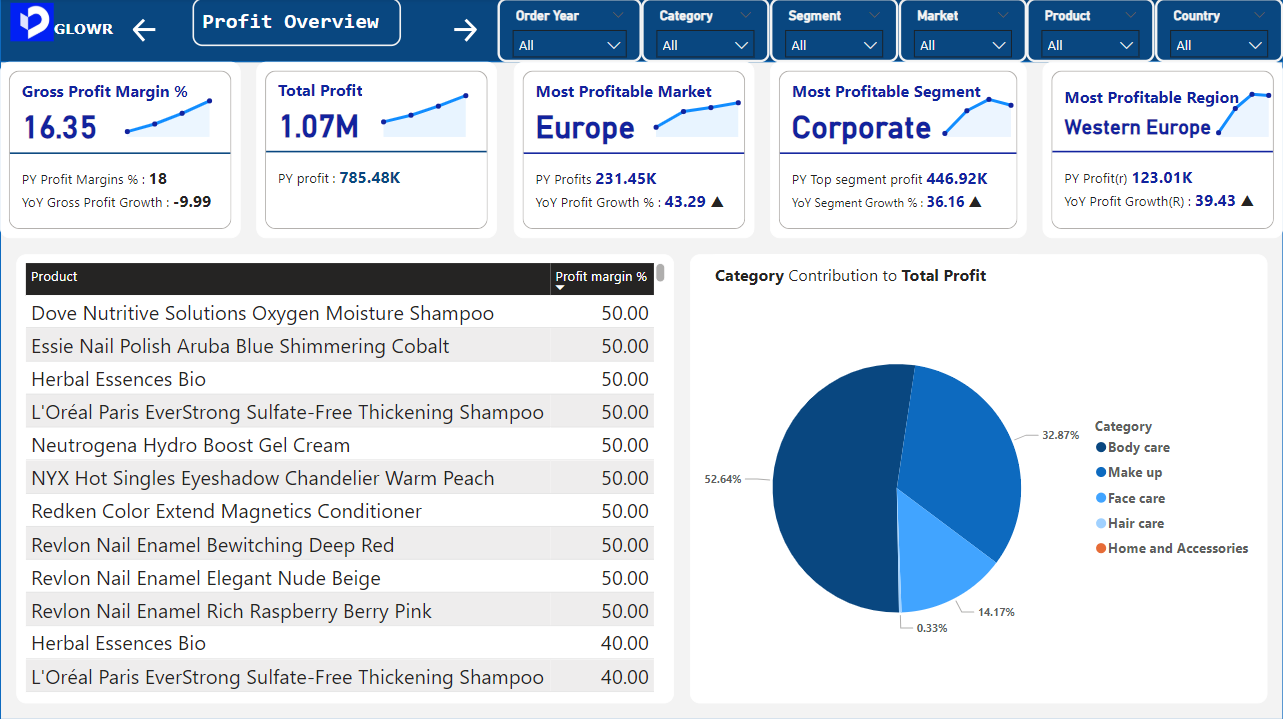 GLOWR
Profit Overview
Order Year
All
Category
All
Segment
All
Market
All
Product
All
Country
All
Gross Profit Margin %
16.35
PY Profit Margins % : 18
YoY Gross Profit Growth : -9.99
Total Profit
1.07M
PY profit : 785.48K
Most Profitable Market
Europe
PY Profits 231.45K
YoY Profit Growth % : 43.29 ▲
Most Profitable Segment
Corporate
PY Top segment profit 446.92K
YoY Segment Growth % : 36.16 ▲
Most Profitable Region
Western Europe
PY Profit(r) 123.01K
YoY Profit Growth(R) : 39.43 ▲
Product Profit margin %
Dove Nutritive Solutions Oxygen Moisture Shampoo 50.00
Essie Nail Polish Aruba Blue Shimmering Cobalt 50.00
Herbal Essences Bio 50.00
L'Oréal Paris EverStrong Sulfate-Free Thickening Shampoo 50.00
Neutrogena Hydro Boost Gel Cream 50.00
NYX Hot Singles Eyeshadow Chandelier Warm Peach 50.00
Redken Color Extend Magnetics Conditioner 50.00
Revlon Nail Enamel Bewitching Deep Red 50.00
Revlon Nail Enamel Elegant Nude Beige 50.00
Revlon Nail Enamel Rich Raspberry Berry Pink 50.00
Herbal Essences Bio 40.00
L'Oréal Paris EverStrong Sulfate-Free Thickening Shampoo 40.00
Category Contribution to Total Profit
32.87%
52.64%
14.17%
0.33%
Category
Body care
Make up
Face care
Hair care
Home and Accessories